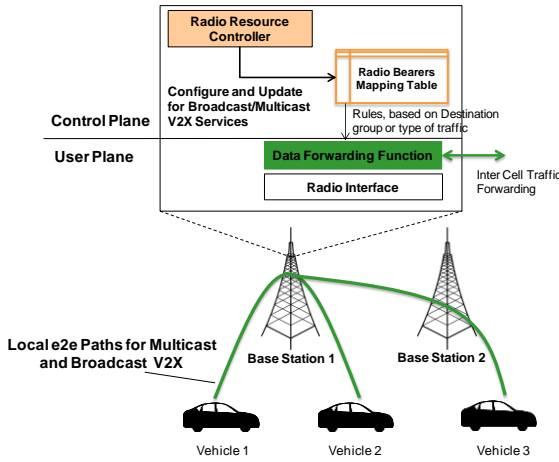 Radio Resource
Controller
Radio Bearers
Mapping Table
Configure and Update
for Broadcast/Multicast
V2X Services
Control Plane
Rules, based on Destination
group or type of traffic
User Plane
Data Forwarding Function
Inter Cell Traffic
Forwarding
Radio Interface
Local e2e Paths for Multicast
and Broadcast V2X
Base Station 1
Base Station 2
Vehicle 1
Vehicle 2
Vehicle 3